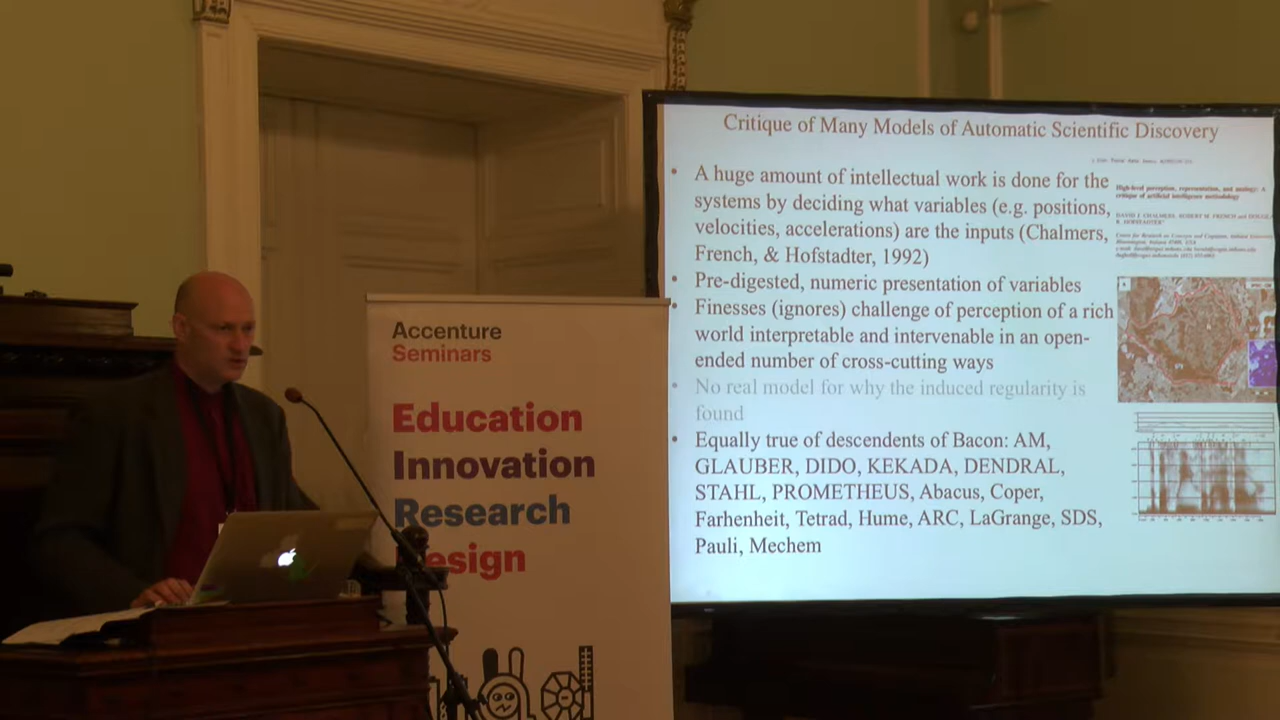 Accenture
Seminars
Education
Innovation
Research
esign
Critique of Many Models of Automatic Scientific Discovery
• A huge amount of intellectual work is done for the
systems by deciding what variables (e.g. positions,
velocities, accelerations) are the inputs (Chalmers,
French, & Hofstadter, 1992)
• Pre-digested, numeric presentation of variables
• Finesses (ignores) challenge of perception of a rich
world interpretable and intervenable in an open-
ended number of cross-cutting ways
• No real model for why the induced regularity is
found
• Equally true of descendents of Bacon: AM,
GLAUBER, DIDO, KEKADA, DENDRAL,
STAHL, PROMETHEUS, Abacus, Coper,
Farhenheit, Tetrad, Hume, ARC, LaGrange, SDS,
Pauli, Mechem
High-level perception, representation, and analogy: A
critique of artificial intelligence methodology